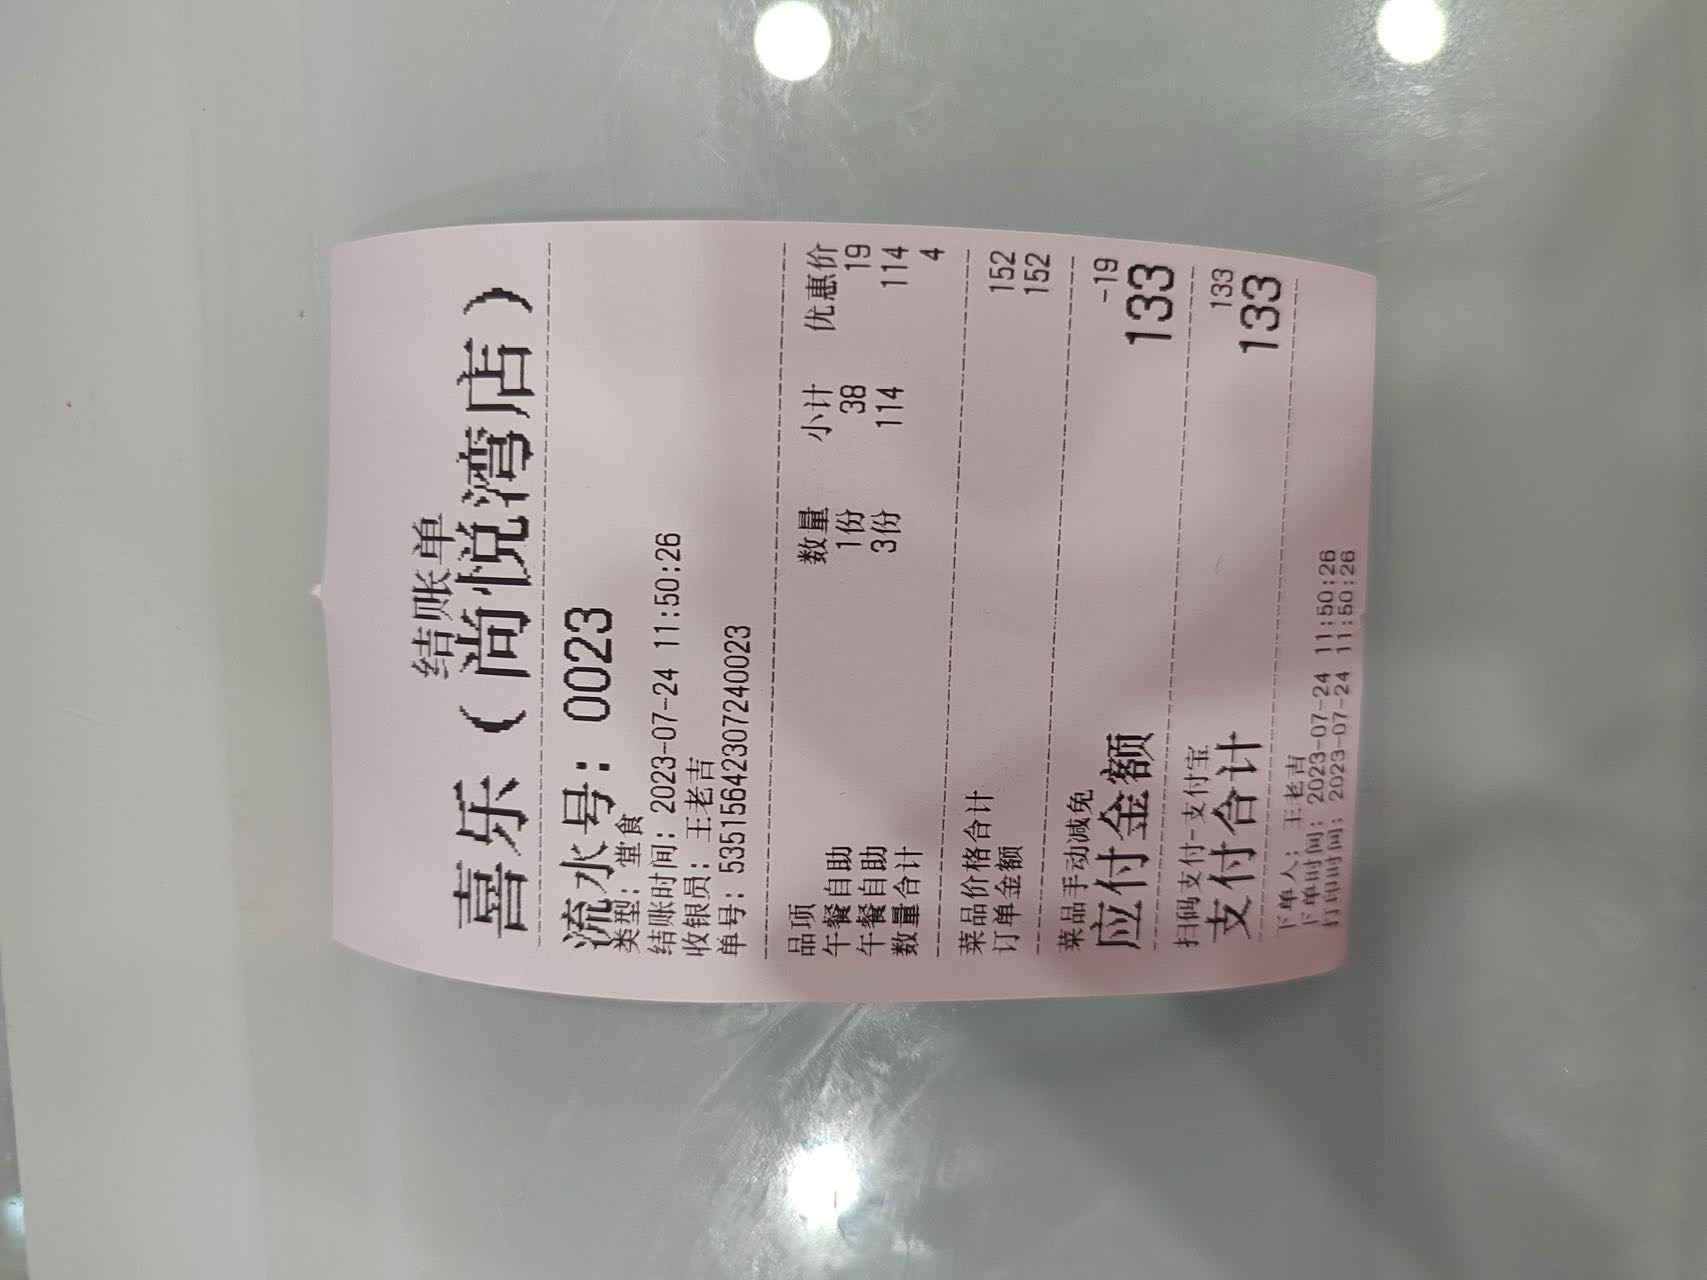 结账单
喜乐(尚悦湾店)
流水号: 0023
类型: 堂食
结账时间: 2023-07-24 11:50:26
收银员: 王老吉
单号: 53515642307240023
品项 数量 小计 优惠价
午餐自助 1份 38 19
午餐自助 3份 114 114
数量合计 4
菜品价格合计 152
订单金额 152
菜品手动减免 -19
应付金额 133
扫码支付-支付宝 133
支付合计 133
下单人: 王老吉
下单时间: 2023-07-24 11:50:26
打印时间: 2023-07-24 11:50:26